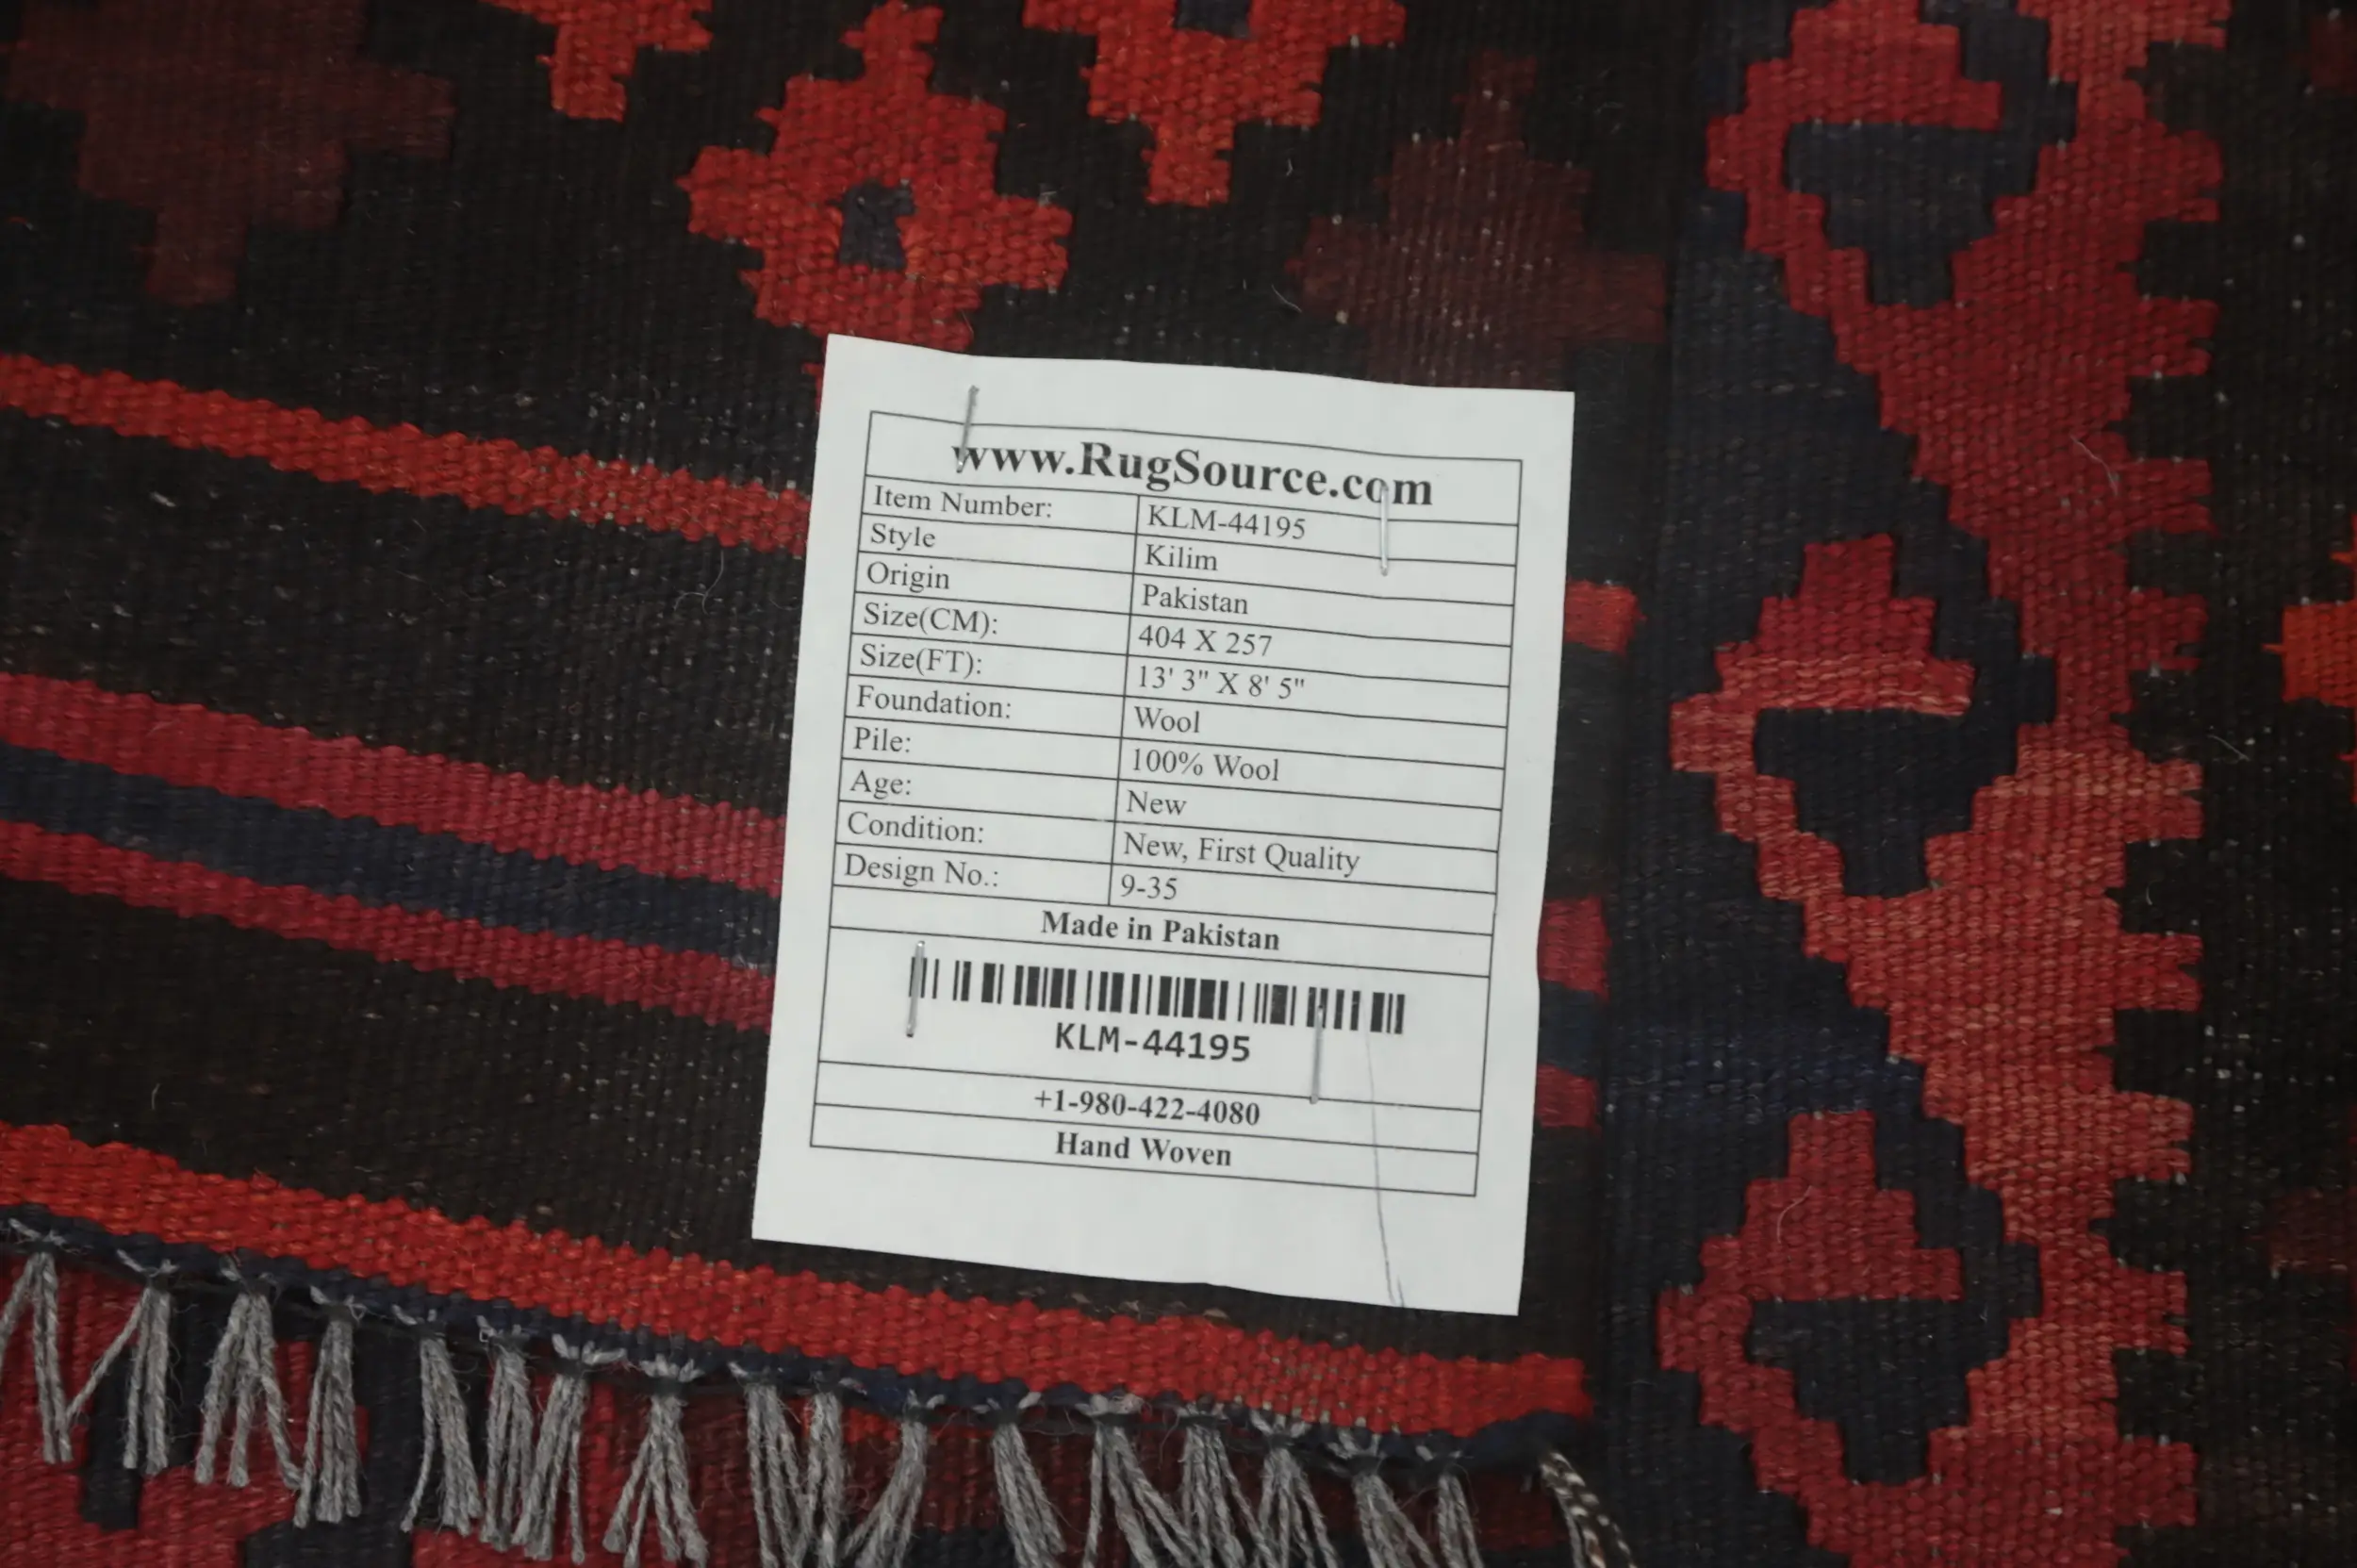 www.RugSource.com
Item Number: KLM-44195
Style Kilim
Origin Pakistan
Size(CM): 404 X 257
Size(FT): 13' 3" X 8' 5"
Foundation: Wool
Pile: 100% Wool
Age: New
Condition: New, First Quality
Design No.: 9-35
Made in Pakistan
KLM-44195
+1-980-422-4080
Hand Woven